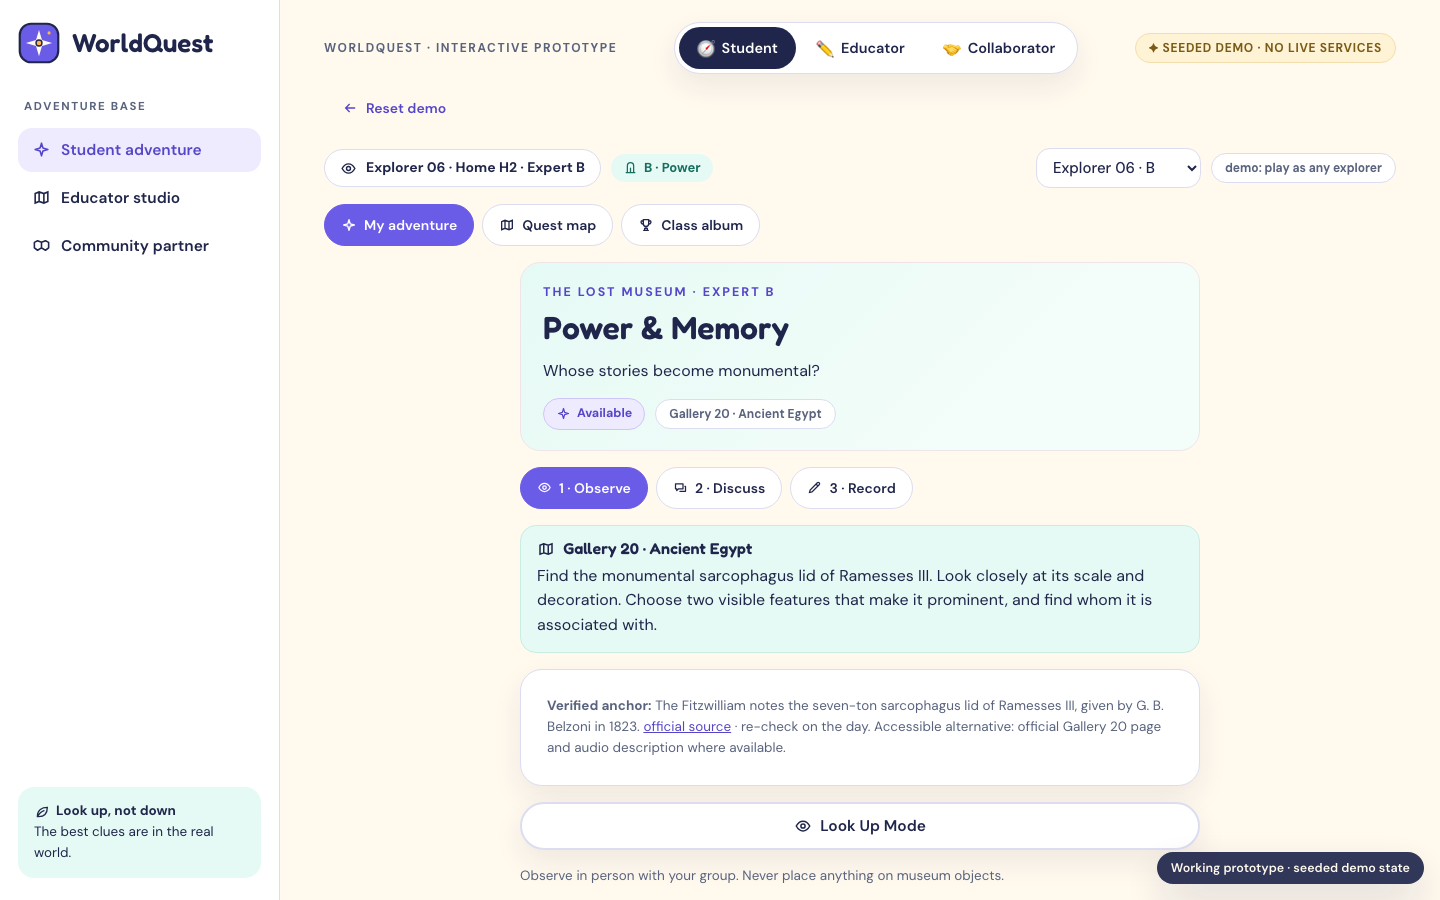 WorldQuest
WORLDQUEST · INTERACTIVE PROTOTYPE
Student
Educator
Collaborator
✦ SEEDED DEMO · NO LIVE SERVICES
ADVENTURE BASE
Student adventure
Educator studio
Community partner
← Reset demo
Explorer 06 · Home H2 · Expert B
B · Power
Explorer 06 · B
demo: play as any explorer
My adventure
Quest map
Class album
THE LOST MUSEUM · EXPERT B
Power & Memory
Whose stories become monumental?
Available
Gallery 20 · Ancient Egypt
1 · Observe
2 · Discuss
3 · Record
Gallery 20 · Ancient Egypt
Find the monumental sarcophagus lid of Ramesses III. Look closely at its scale and
decoration. Choose two visible features that make it prominent, and find whom it is
associated with.
Verified anchor: The Fitzwilliam notes the seven-ton sarcophagus lid of Ramesses III, given by G. B.
Belzoni in 1823. official source · re-check on the day. Accessible alternative: official Gallery 20 page
and audio description where available.
Look Up Mode
Observe in person with your group. Never place anything on museum objects.
Look up, not down
The best clues are in the real
world.
Working prototype · seeded demo state